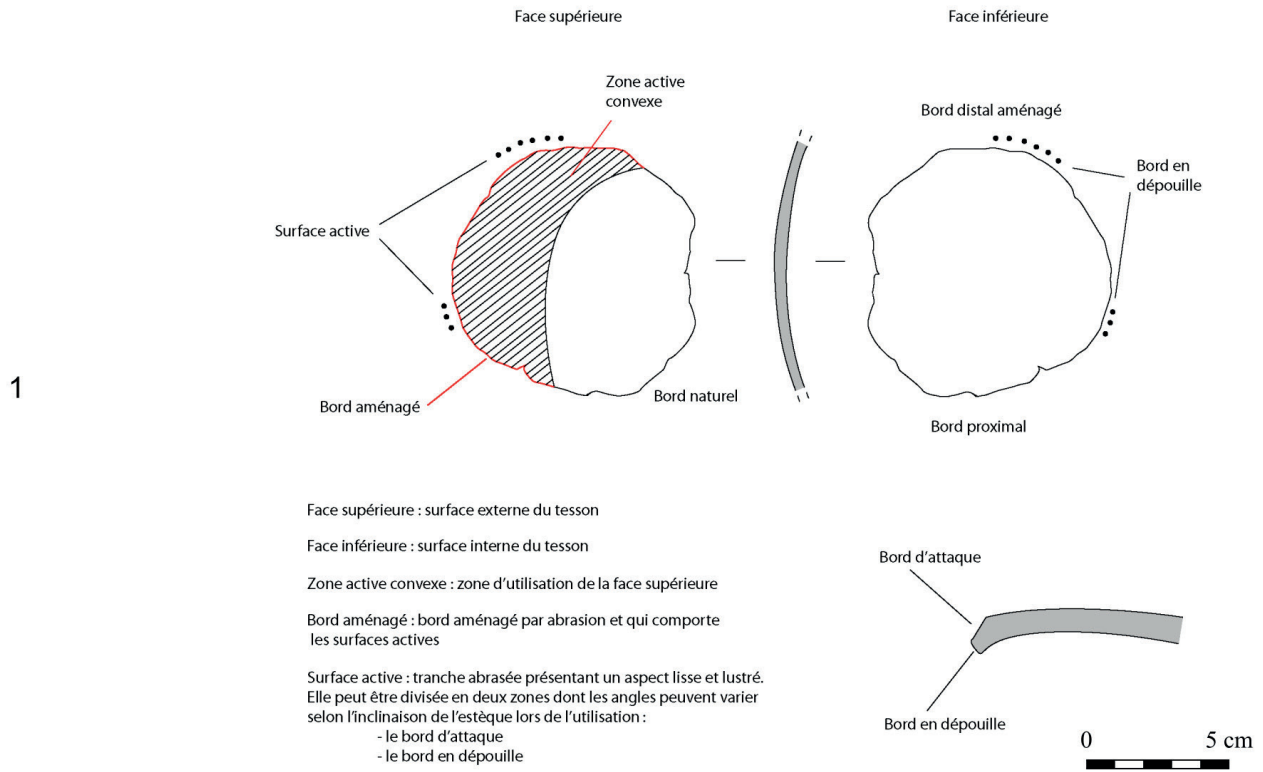 Face supérieure
Face inférieure
Zone active
convexe
Bord distal aménagé
Bord en
dépouille
Surface active
1
Bord aménagé
Bord naturel
Bord proximal
Face supérieure : surface externe du tesson
Face inférieure : surface interne du tesson
Zone active convexe : zone d'utilisation de la face supérieure
Bord aménagé : bord aménagé par abrasion et qui comporte
les surfaces actives
Surface active : tranche abrasée présentant un aspect lisse et lustré.
Elle peut être divisée en deux zones dont les angles peuvent varier
selon l'inclinaison de l'estèque lors de l'utilisation :
- le bord d'attaque
- le bord en dépouille
Bord d'attaque
Bord en dépouille
0 5 cm